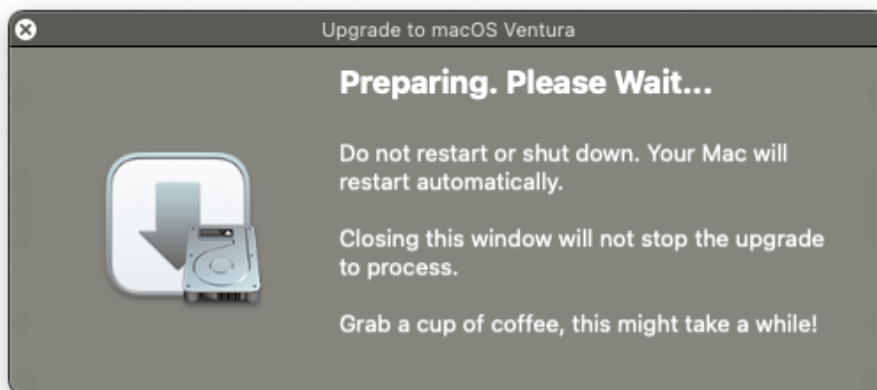 Upgrade to macOS Ventura
Preparing. Please Wait...
Do not restart or shut down. Your Mac will
restart automatically.
Closing this window will not stop the upgrade
to process.
Grab a cup of coffee, this might take a while!